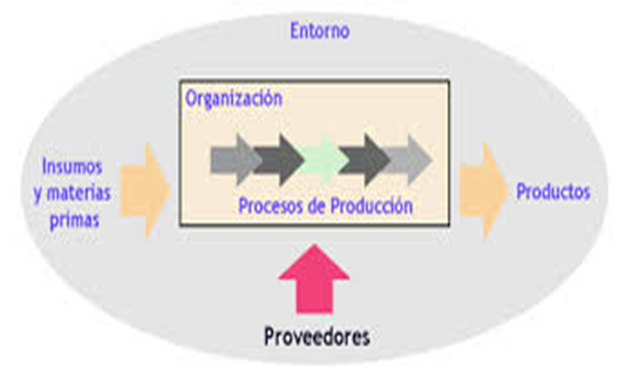 Entorno
Organización
Insumos
y materias
primas
Procesos de Producción
Productos
Proveedores